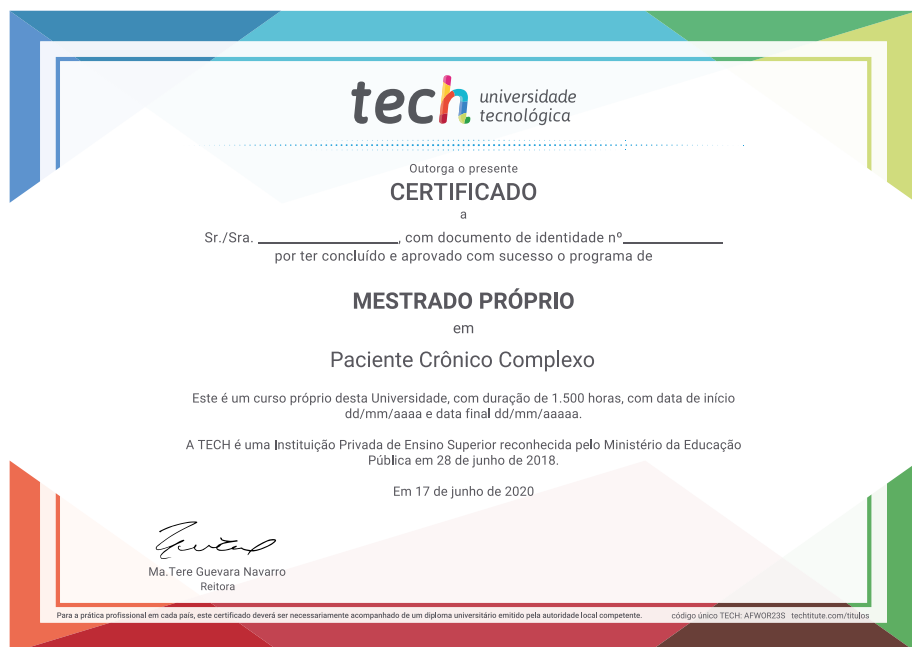 tech universidade
tecnológica
Outorga o presente
CERTIFICADO
a
Sr./Sra. ____________, com documento de identidade nº____________
por ter concluído e aprovado com sucesso o programa de
MESTRADO PRÓPRIO
em
Paciente Crônico Complexo
Este é um curso próprio desta Universidade, com duração de 1.500 horas, com data de início
dd/mm/aaaa e data final dd/mm/aaaaa.
A TECH é uma Instituição Privada de Ensino Superior reconhecida pelo Ministério da Educação
Pública em 28 de junho de 2018.
Em 17 de junho de 2020
Ma.Tere Guevara Navarro
Reitora
Para a prática profissional em cada país, este certificado deverá ser necessariamente acompanhado de um diploma universitário emitido pela autoridade local competente. código único TECH: AFWOR23S techtitute.com/titulos